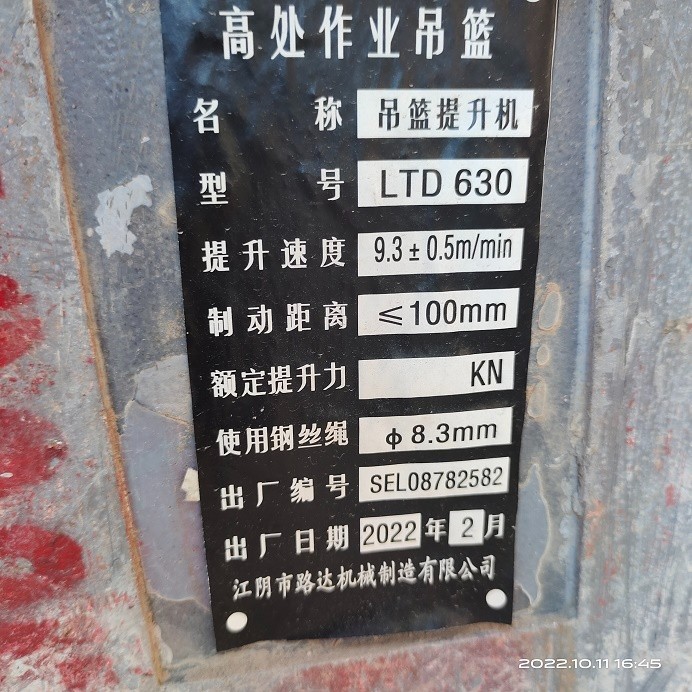 高处作业吊篮
名称 吊篮提升机
型号 LTD 630
提升速度 9.3±0.5m/min
制动距离 ≤100mm
额定提升力 KN
使用钢丝绳 ϕ8.3mm
出厂编号 SEL08782582
出厂日期 2022年2月
江阴市路达机械制造有限公司
2022.10.11 16:45